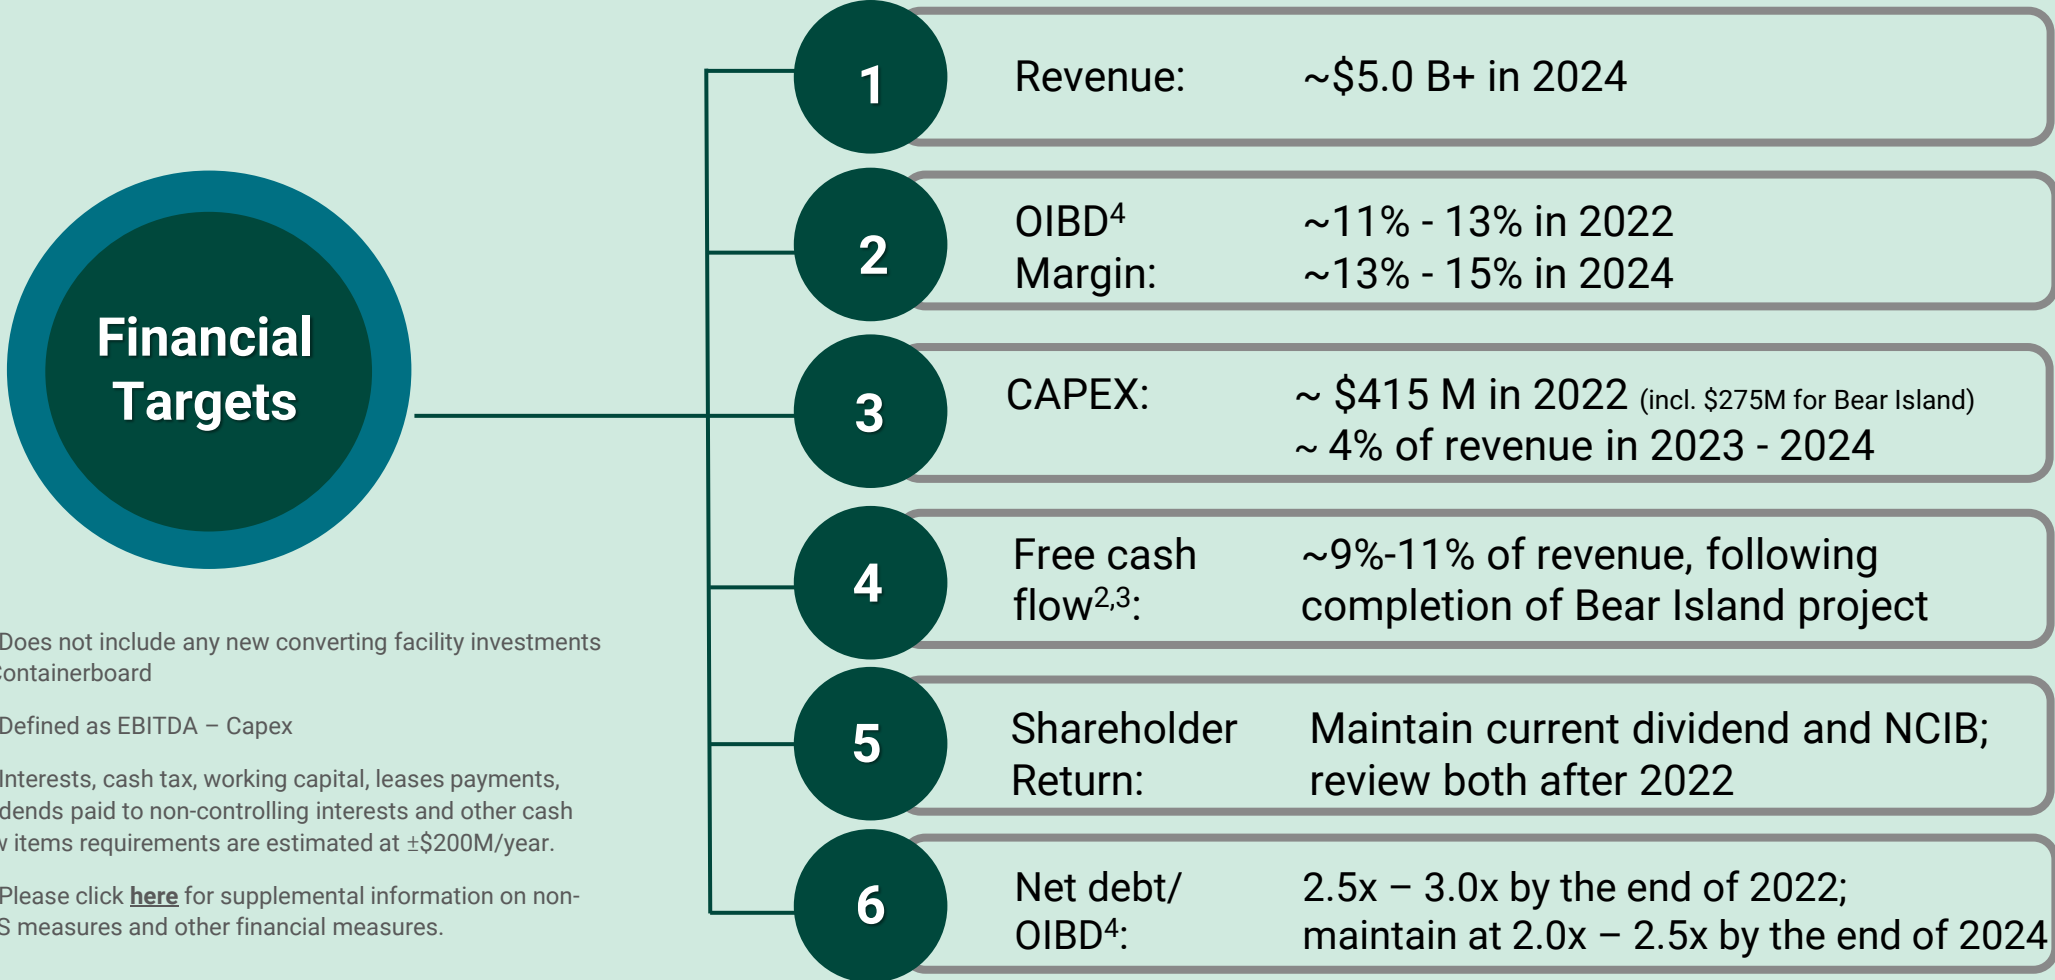 Financial
Targets
1
Revenue: ~$5.0 B+ in 2024
2
OIBD⁴ ~11% - 13% in 2022
Margin: ~13% - 15% in 2024
3
CAPEX: ~ $415 M in 2022 (incl. $275M for Bear Island)
~ 4% of revenue in 2023 - 2024
4
Free cash ~9%-11% of revenue, following
flow²,³: completion of Bear Island project
5
Shareholder Maintain current dividend and NCIB;
Return: review both after 2022
6
Net debt/ 2.5x – 3.0x by the end of 2022;
OIBD⁴: maintain at 2.0x – 2.5x by the end of 2024
Does not include any new converting facility investments
Containerboard
Defined as EBITDA – Capex
Interests, cash tax, working capital, leases payments,
dends paid to non-controlling interests and other cash
items requirements are estimated at ±$200M/year.
Please click here for supplemental information on non-
S measures and other financial measures.